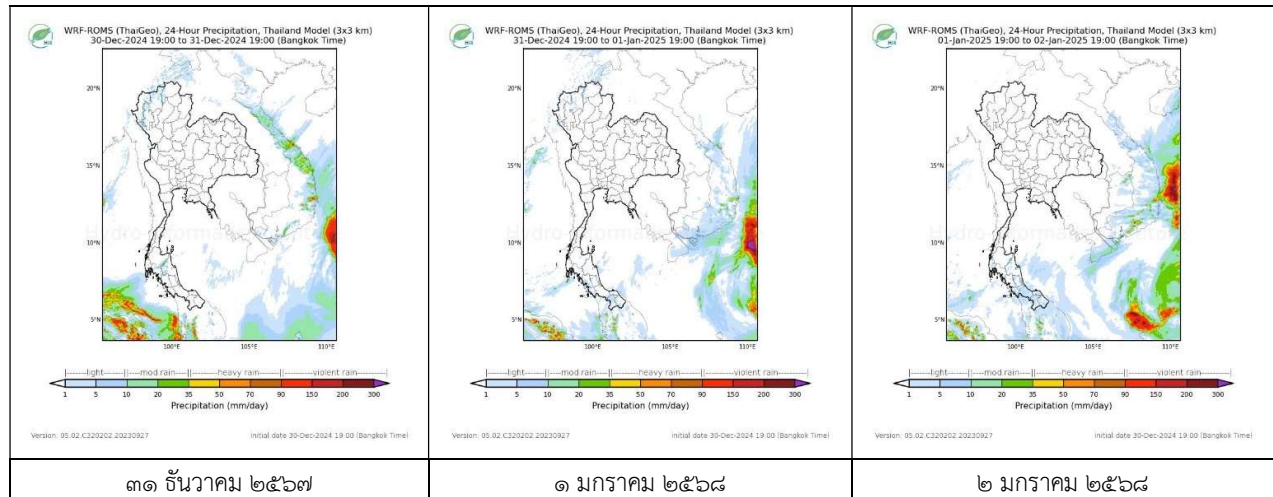 WRF-ROMS (ThaiGeo), 24-Hour Precipitation, Thailand Model (3x3 km)
30-Dec-2024 19:00 to 31-Dec-2024 19:00 (Bangkok Time)
20°N
15°N
10°N
5°N
100°E 105°E 110°E
light mod rain heavy rain violent rain
1 5 10 20 35 50 70 90 150 200 300
Precipitation (mm/day)
Version: 05.02.C320202.20230927 initial date 30-Dec-2024 19:00 (Bangkok Time)
๓๑ ธันวาคม ๒๕๖๗
WRF-ROMS (ThaiGeo), 24-Hour Precipitation, Thailand Model (3x3 km)
31-Dec-2024 19:00 to 01-Jan-2025 19:00 (Bangkok Time)
20°N
15°N
10°N
5°N
100°E 105°E 110°E
light mod rain heavy rain violent rain
1 5 10 20 35 50 70 90 150 200 300
Precipitation (mm/day)
Version: 05.02.C320202.20230927 initial date 30-Dec-2024 19:00 (Bangkok Time)
๑ มกราคม ๒๕๖๘
WRF-ROMS (ThaiGeo), 24-Hour Precipitation, Thailand Model (3x3 km)
01-Jan-2025 19:00 to 02-Jan-2025 19:00 (Bangkok Time)
20°N
15°N
10°N
5°N
100°E 105°E 110°E
light mod rain heavy rain violent rain
1 5 10 20 35 50 70 90 150 200 300
Precipitation (mm/day)
Version: 05.02.C320202.20230927 initial date 30-Dec-2024 19:00 (Bangkok Time)
๒ มกราคม ๒๕๖๘